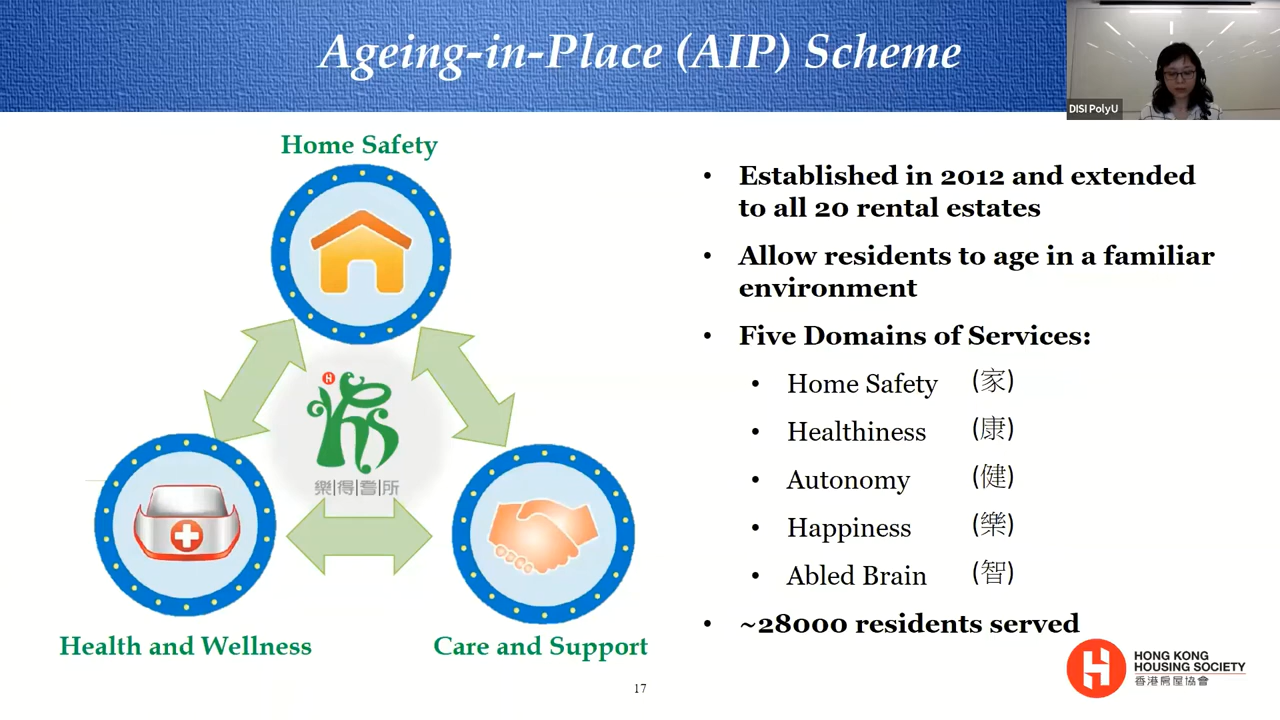 Ageing-in-Place (AIP) Scheme
DISI PolyU
Home Safety
樂|得|耆|所
Health and Wellness
Care and Support
• Established in 2012 and extended
to all 20 rental estates
• Allow residents to age in a familiar
environment
• Five Domains of Services:
• Home Safety (家)
• Healthiness (康)
• Autonomy (健)
• Happiness (樂)
• Abled Brain (智)
• ~28000 residents served
17
HONG KONG
HOUSING SOCIETY
香港房屋協會